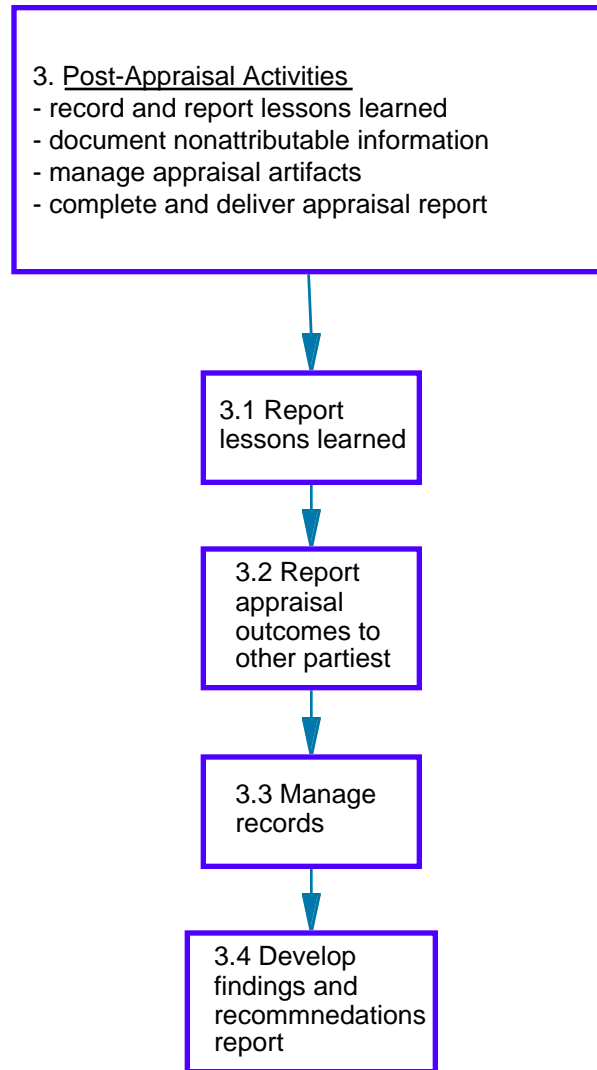 3. Post-Appraisal Activities
- record and report lessons learned
- document nonattributable information
- manage appraisal artifacts
- complete and deliver appraisal report
3.1 Report
lessons learned
3.2 Report
appraisal
outcomes to
other partiest
3.3 Manage
records
3.4 Develop
findings and
recommnedations
report